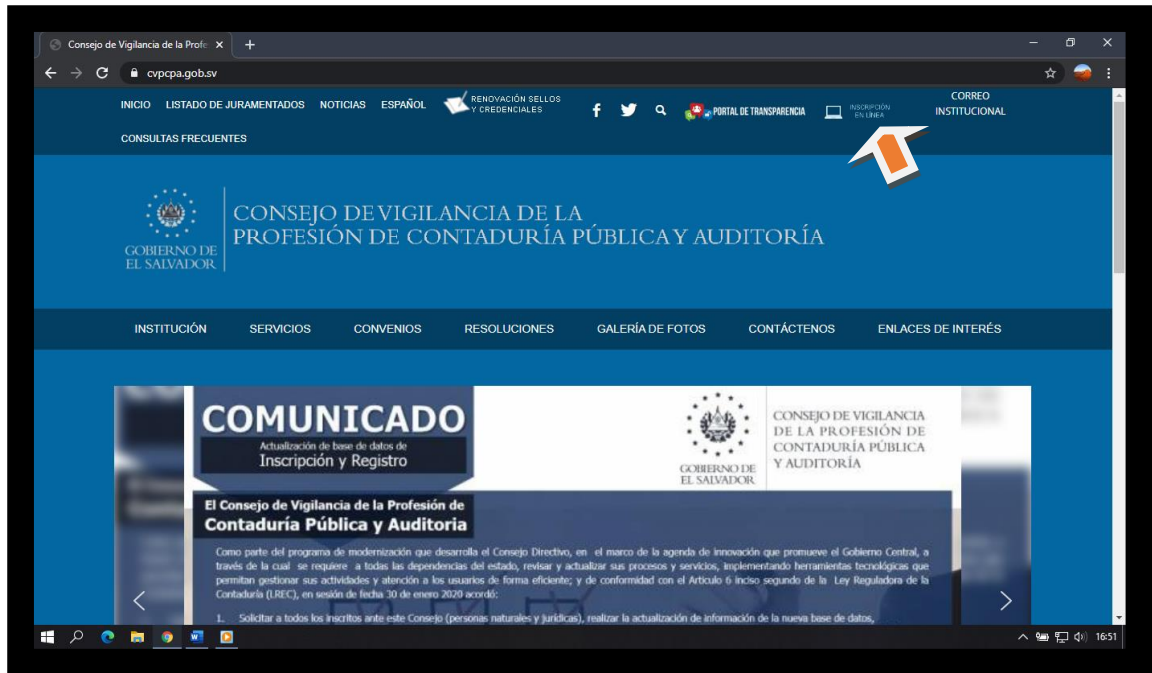 Consejo de Vigilancia de la Profe
cvpcpa.gob.sv
INICIO LISTADO DE JURAMENTADOS NOTICIAS ESPAÑOL RENOVACIÓN SELLOS Y CREDENCIALES PORTAL DE TRANSPARENCIA INSCRIPCIÓN EN LÍNEA CORREO INSTITUCIONAL
CONSULTAS FRECUENTES
GOBIERNO DE
EL SALVADOR
CONSEJO DE VIGILANCIA DE LA
PROFESIÓN DE CONTADURÍA PÚBLICA Y AUDITORÍA
INSTITUCIÓN SERVICIOS CONVENIOS RESOLUCIONES GALERÍA DE FOTOS CONTÁCTENOS ENLACES DE INTERÉS
COMUNICADO
Actualización de base de datos de
Inscripción y Registro
GOBIERNO DE
EL SALVADOR
CONSEJO DE VIGILANCIA
DE LA PROFESIÓN DE
CONTADURÍA PÚBLICA
Y AUDITORÍA
El Consejo de Vigilancia de la Profesión de
Contaduría Pública y Auditoria
Como parte del programa de modernización que desarrolla el Consejo Directivo, en el marco de la agenda de innovación que promueve el Gobierno Central, a
través de la cual se requiere a todas las dependencias del estado, revisar y actualizar sus procesos y servicios, implementando herramientas tecnológicas que
permitan gestionar sus actividades y atención a los usuarios de forma eficiente; y de conformidad con el Articulo 6 inciso segundo de la Ley Reguladora de la
Contaduría (LREC), en sesión de fecha 30 de enero 2020 acordó:
1. Solicitar a todos los inscritos ante este Consejo (personas naturales y jurídicas), realizar la actualización de información de la nueva base de datos,
16:51